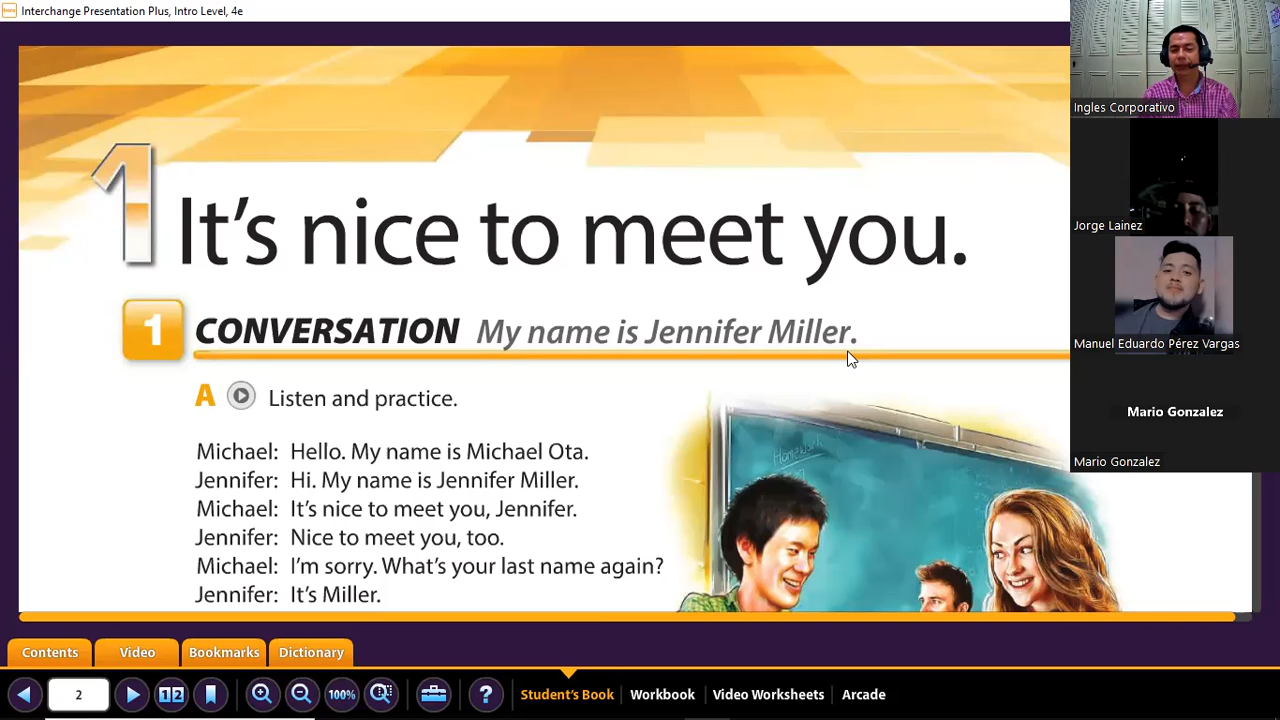 Interchange Presentation Plus, Intro Level, 4e
1 It's nice to meet you.
1 CONVERSATION My name is Jennifer Miller.
A Listen and practice.
Michael: Hello. My name is Michael Ota.
Jennifer: Hi. My name is Jennifer Miller.
Michael: It's nice to meet you, Jennifer.
Jennifer: Nice to meet you, too.
Michael: I'm sorry. What's your last name again?
Jennifer: It's Miller.
Homework
Ingles Corporativo
Jorge Lainez
Manuel Eduardo Pérez Vargas
Mario Gonzalez
Mario Gonzalez
Contents Video Bookmarks Dictionary
2 1 2 100% ? Student's Book Workbook Video Worksheets Arcade